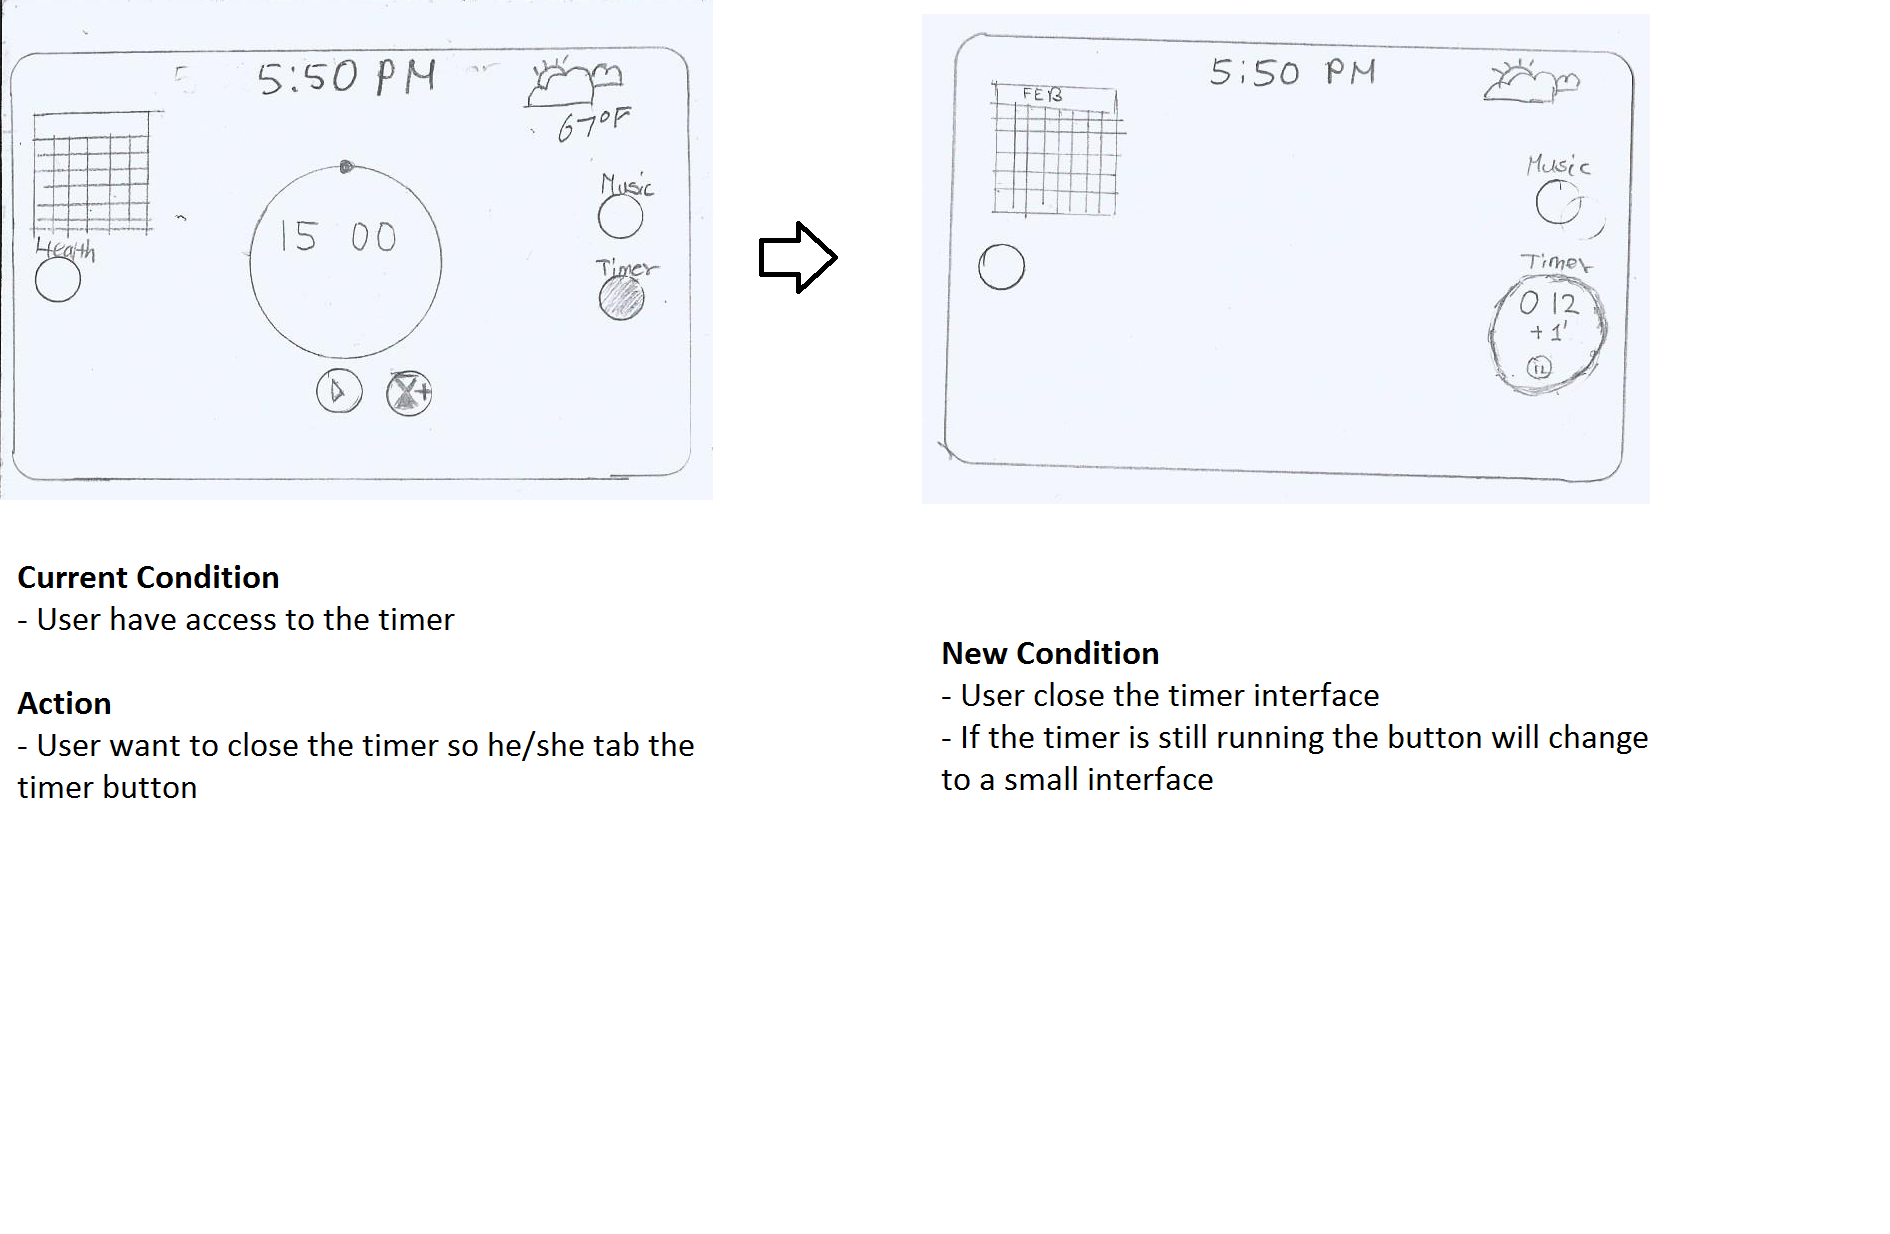 5:50 PM
67°F
Health
15 00
Music
Timer
5:50 PM
FEB
Music
Timer
0 12
+ 1'
Current Condition
- User have access to the timer
Action
- User want to close the timer so he/she tab the
timer button
New Condition
- User close the timer interface
- If the timer is still running the button will change
to a small interface